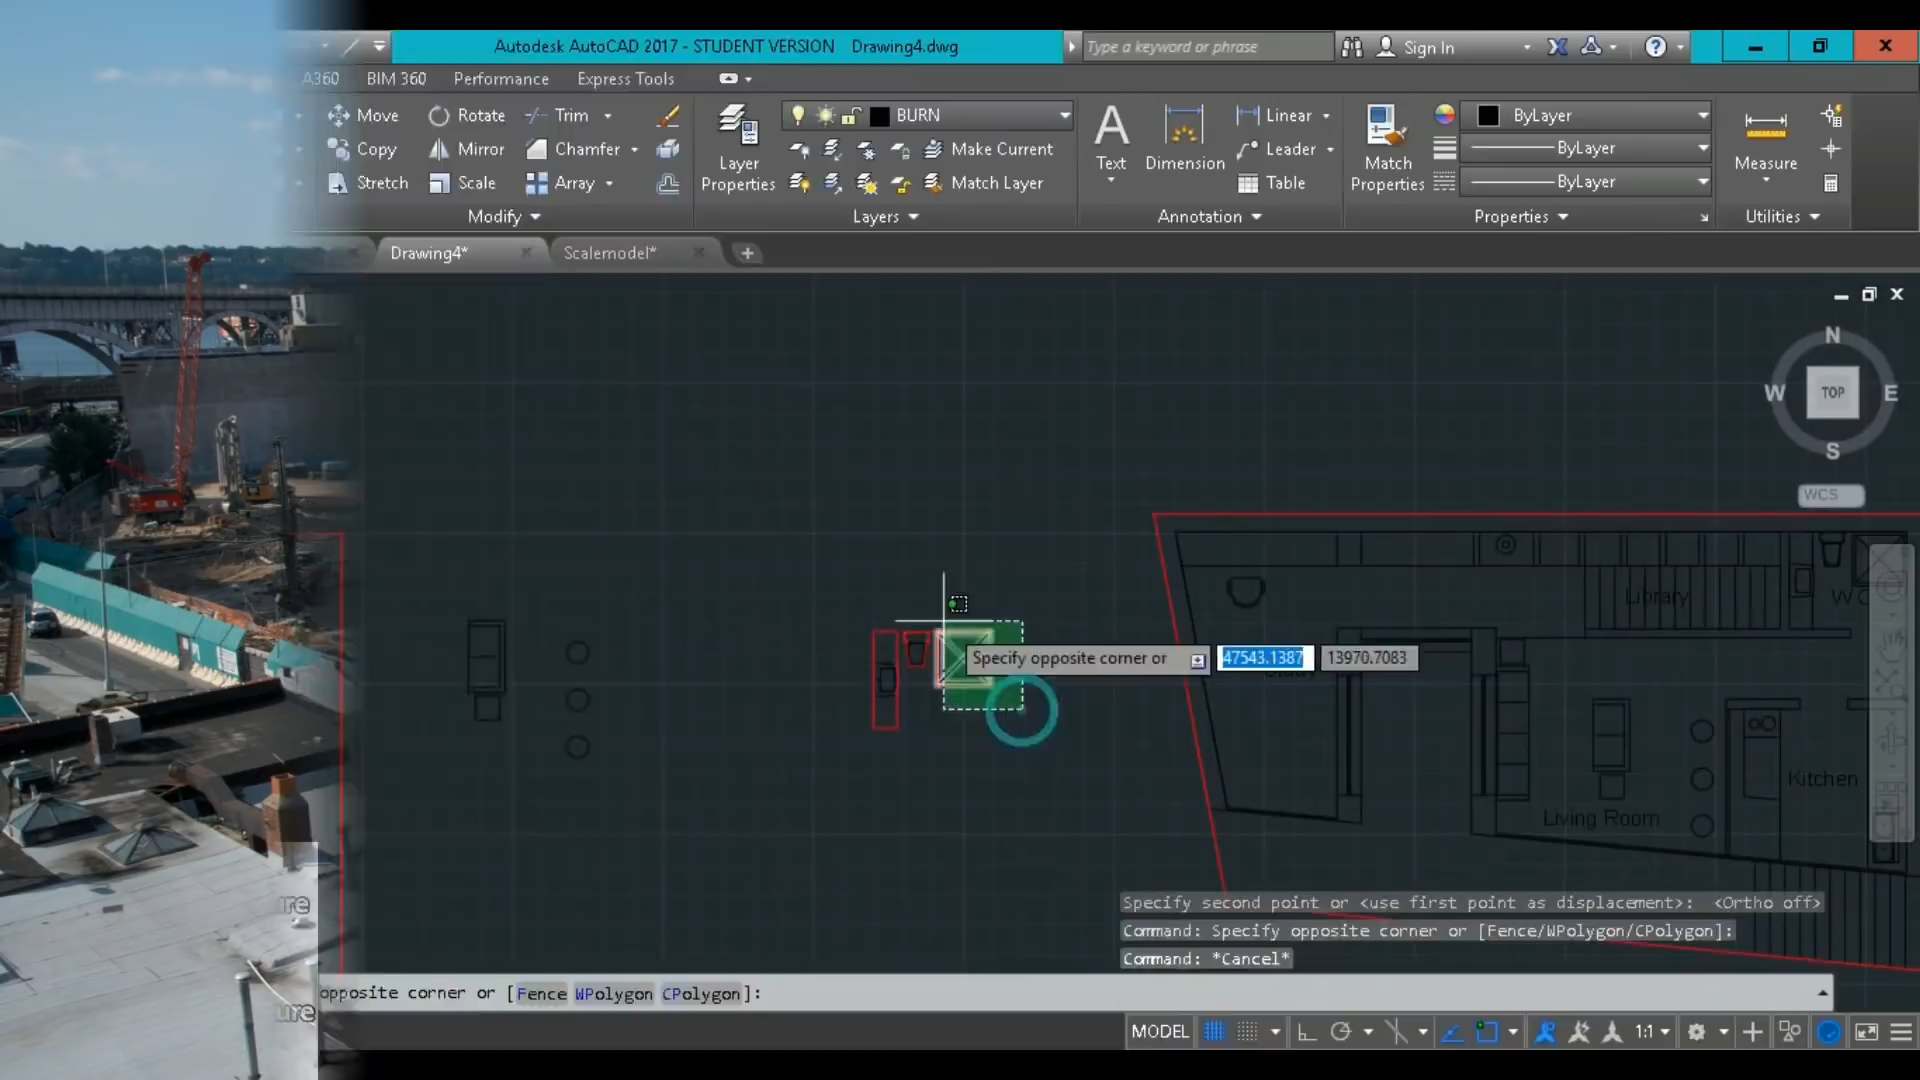 Autodesk AutoCAD 2017 - STUDENT VERSION Drawing4.dwg
Type a keyword or phrase
Sign In
A360 BIM 360 Performance Express Tools
Move Rotate Trim
Copy Mirror Chamfer
Stretch Scale Array
Modify
Layer
Properties
BURN
Make Current
Match Layer
Layers
Text
Dimension
Linear
Leader
Table
Annotation
Match
Properties
ByLayer
ByLayer
ByLayer
Properties
Measure
Utilities
Drawing4*
Scalemodel*
N
W TOP E
S
WCS
Specify opposite corner or 47543.1387 13970.7083
Library
Kitchen
Living Room
Specify second point or <use first point as displacement>: <Ortho off>
Command: Specify opposite corner or [Fence/WPolygon/CPolygon]:
Command: *Cancel*
opposite corner or [Fence WPolygon CPolygon]:
ure
MODEL 1:1